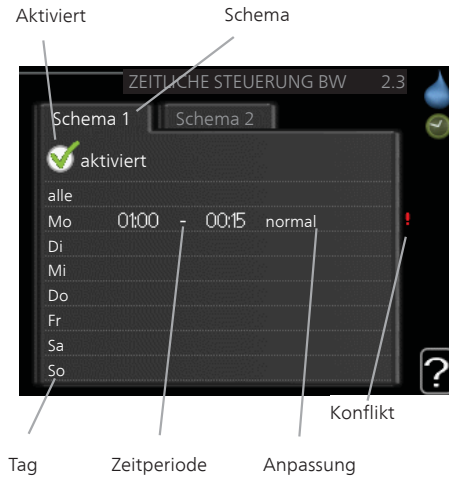 Aktiviert Schema
ZEITLICHE STEUERUNG BW 2.3
Schema 1 Schema 2
aktiviert
alle
Mo 01:00 - 00:15 normal !
Di
Mi
Do
Fr
Sa
So
?
Konflikt
Tag Zeitperiode Anpassung